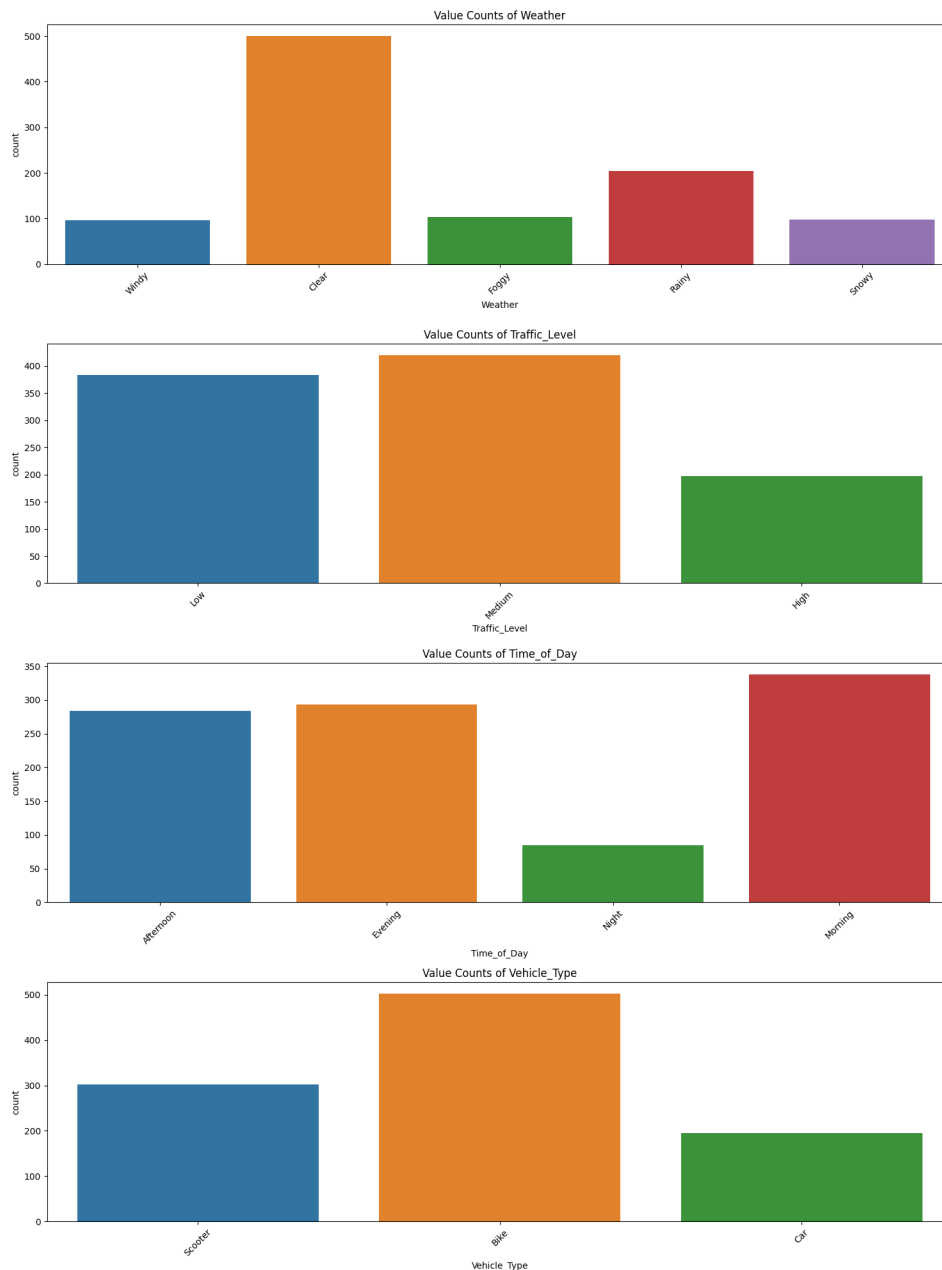 Value Counts of Weather
500
400
300
200
100
0
count
Windy
Clear
Foggy
Rainy
Snowy
Weather
Value Counts of Traffic_Level
400
350
300
250
200
150
100
50
0
count
Low
Medium
High
Traffic_Level
Value Counts of Time_of_Day
350
300
250
200
150
100
50
0
count
Afternoon
Evening
Night
Morning
Time_of_Day
Value Counts of Vehicle_Type
500
400
300
200
100
0
count
Scooter
Bike
Car
Vehicle_Type